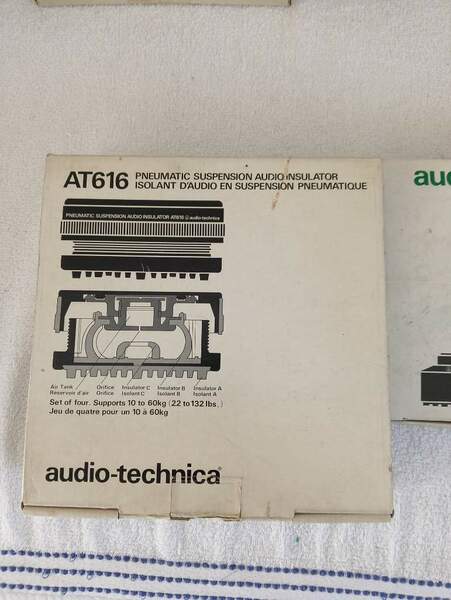 AT616 PNEUMATIC SUSPENSION AUDIO INSULATOR
ISOLANT D'AUDIO EN SUSPENSION PNEUMATIQUE
PNEUMATIC SUSPENSION AUDIO INSULATOR AT616 audio-technica
Air Tank Orifice Insulator C Insulator B Insulator A
Réservoir d'air Orifice Isolant C Isolant B Isolant A
Set of four. Supports 10 to 60kg (22 to 132 lbs.)
Jeu de quatre pour un 10 à 60kg
audio-technica®
au